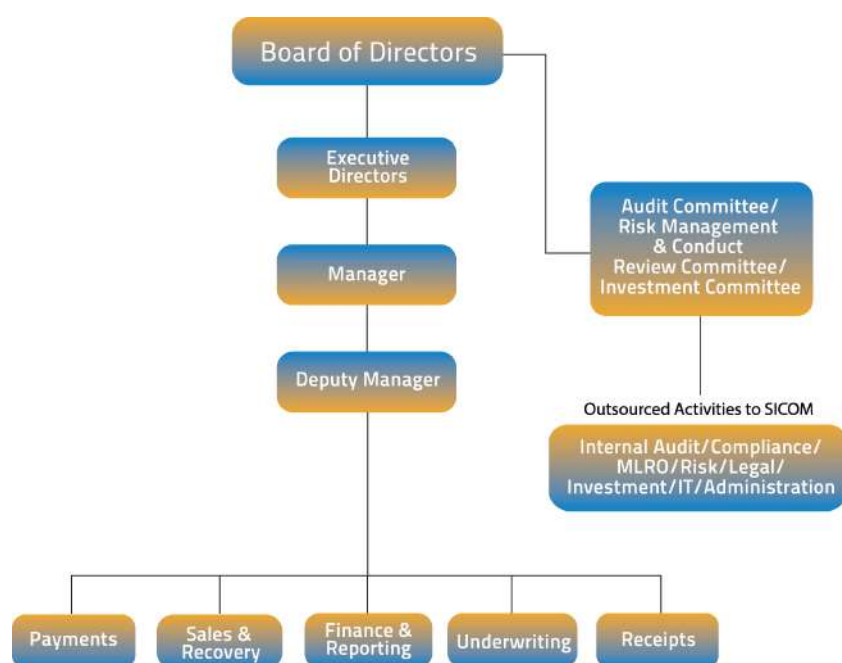 Board of Directors
Executive
Directors
Manager
Deputy Manager
Audit Committee/
Risk Management
& Conduct
Review Committee/
Investment Committee
Outsourced Activities to SICOM
Internal Audit/Compliance/
MLRO/Risk/Legal/
Investment/IT/Administration
Payments
Sales &
Recovery
Finance &
Reporting
Underwriting
Receipts